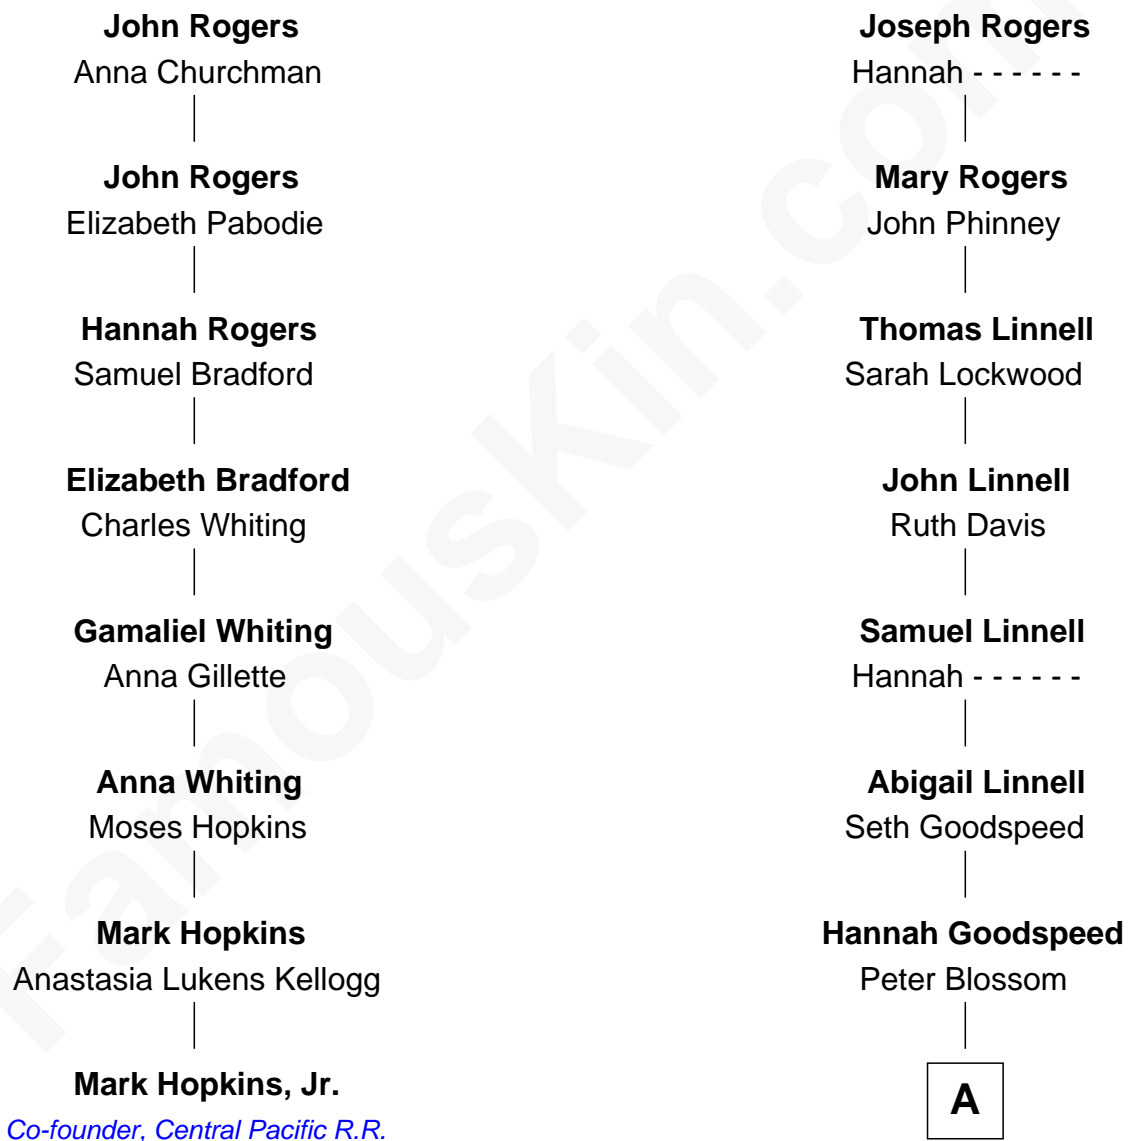 John Rogers
Anna Churchman
John Rogers
Elizabeth Pabodie
Hannah Rogers
Samuel Bradford
Elizabeth Bradford
Charles Whiting
Gamaliel Whiting
Anna Gillette
Anna Whiting
Moses Hopkins
Mark Hopkins
Anastasia Lukens Kellogg
Mark Hopkins, Jr.
Co-founder, Central Pacific R.R.
Joseph Rogers
Hannah - - - - - -
Mary Rogers
John Phinney
Thomas Linnell
Sarah Lockwood
John Linnell
Ruth Davis
Samuel Linnell
Hannah - - - - - -
Abigail Linnell
Seth Goodspeed
Hannah Goodspeed
Peter Blossom
A
FamousKin.com